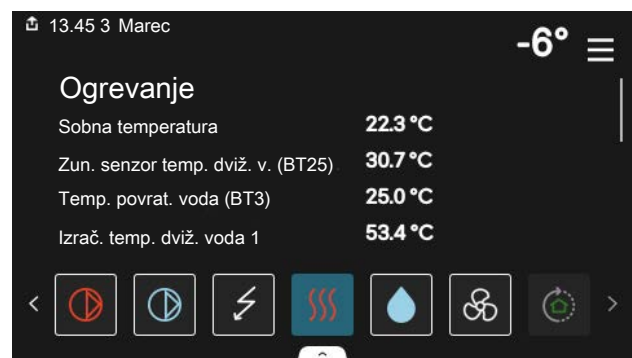 13.45 3 Marec
-6°
Ogrevanje
Sobna temperatura 22.3 °C
Zun. senzor temp. dviž. v. (BT25) 30.7 °C
Temp. povrat. voda (BT3) 25.0 °C
Izrač. temp. dviž. voda 1 53.4 °C